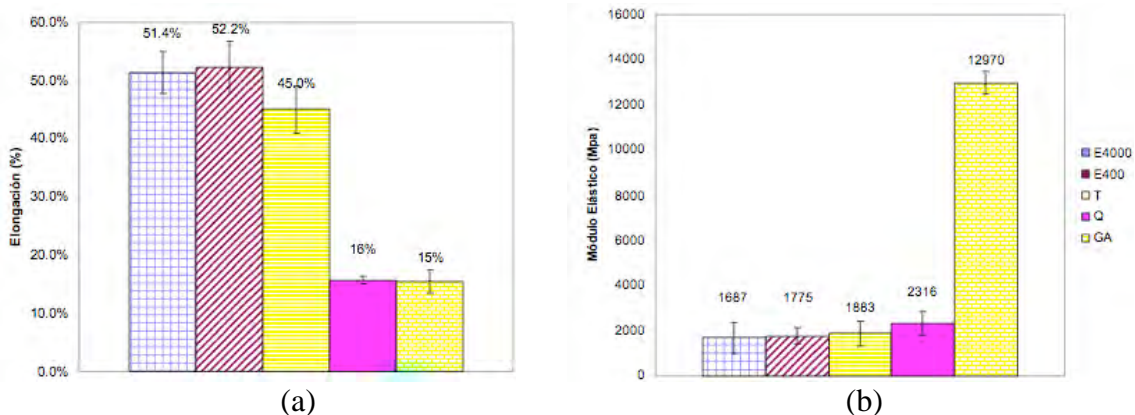 60.0%
50.0%
40.0%
30.0%
20.0%
10.0%
0.0%
Elongación (%)
51.4%
52.2%
45.0%
16%
15%
(a)
16000
14000
12000
10000
8000
6000
4000
2000
0
Módulo Elástico (Mpa)
1687
1775
1883
2316
12970
E4000
E400
T
Q
GA
(b)